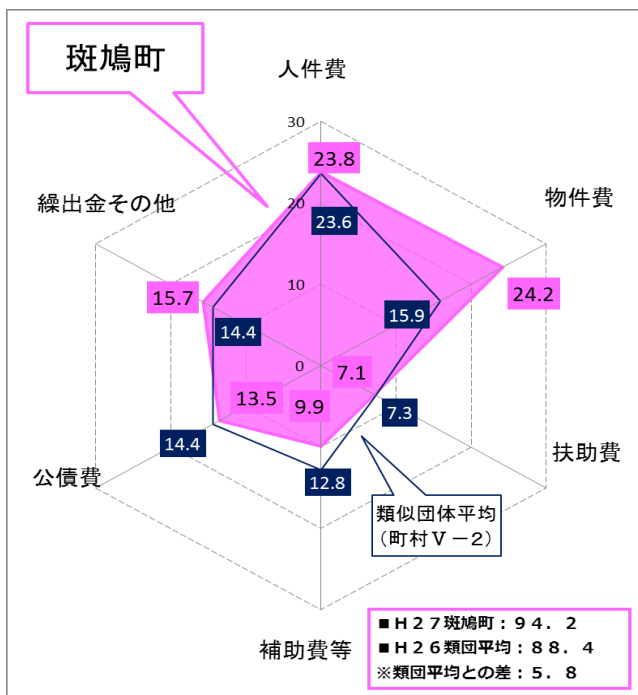 斑鳩町
人件費
30
23.8
繰出金その他
20
物件費
23.6
10
24.2
15.7
15.9
14.4
0
7.1
13.5
9.9
7.3
14.4
扶助費
公債費
12.8
類似団体平均
（町村Ⅴ－２）
補助費等
■Ｈ２７斑鳩町：９４．２
■Ｈ２６類団平均：８８．４
※類団平均との差：５．８